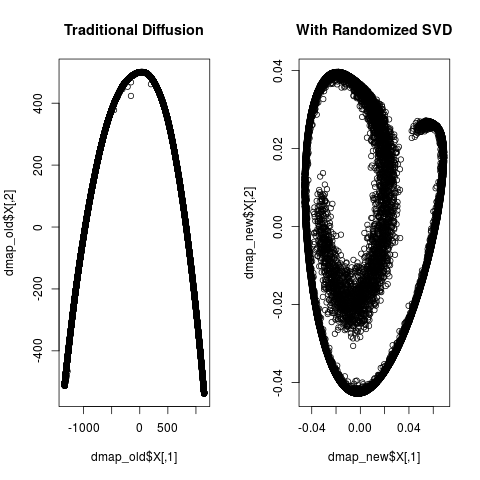 Traditional Diffusion
400
200
0
-200
-400
dmap_old$X[,2]
-1000
0
500
dmap_old$X[,1]
With Randomized SVD
0.04
0.02
0.00
-0.02
-0.04
dmap_new$X[,2]
-0.04
0.00
0.04
dmap_new$X[,1]